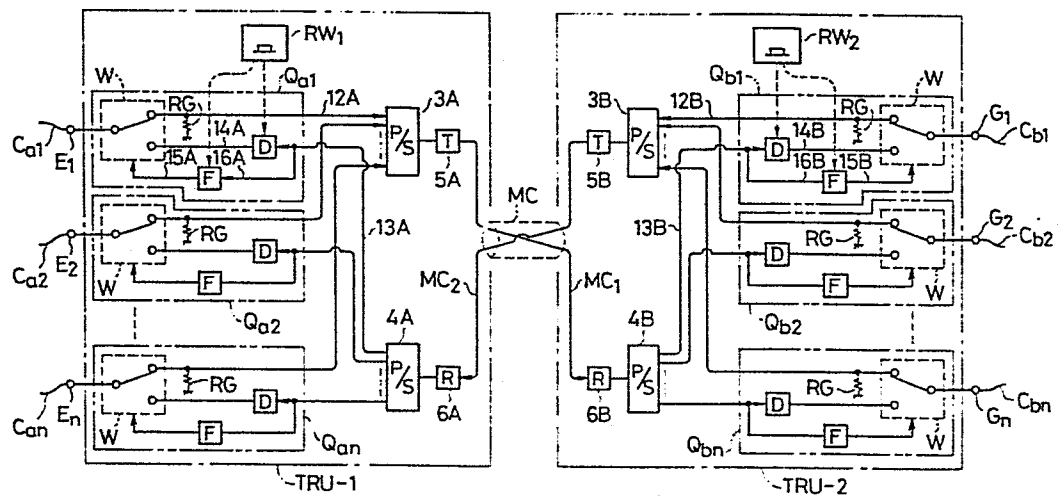 RW1
RW2
W
Qa1
12A
3A
3B
12B
Qb1
W
RG
P/S
P/S
RG
G1
Ca1
E1
14A
D
T
T
D
14B
Cb1
15A
16A
F
5A
5B
16B
F
15B
MC
13A
13B
Ca2
E2
RG
RG
G2
Cb2
D
D
W
F
MC2
MC1
F
W
Qa2
4A
4B
Qb2
P/S
R
R
P/S
RG
6A
6B
RG
Can
En
D
D
Gn
Cbn
W
F
Qan
Qbn
F
W
TRU-1
TRU-2